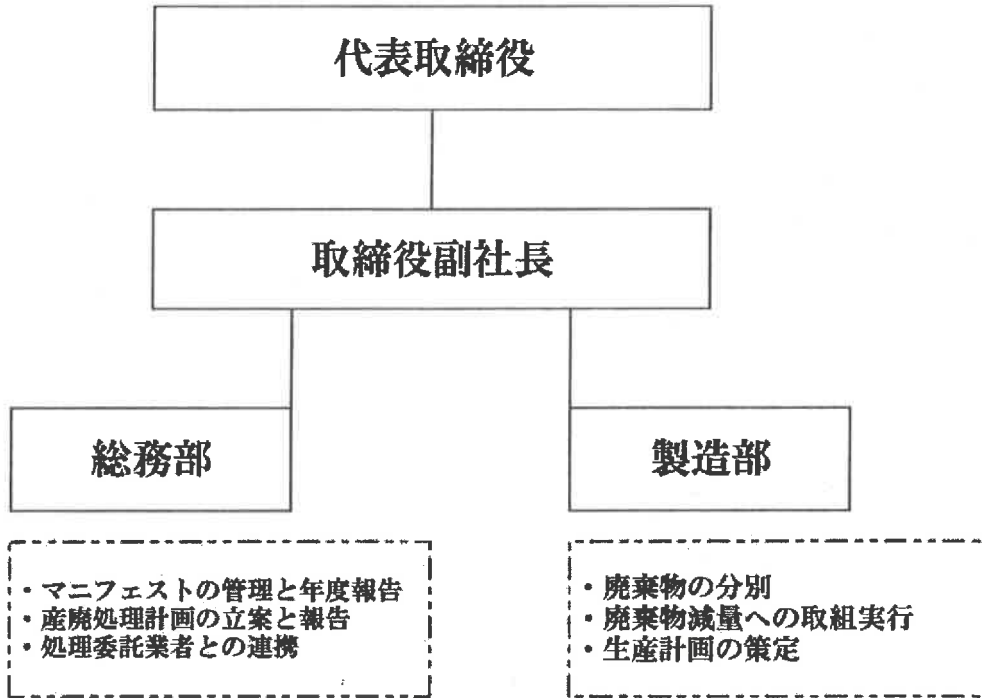 代表取締役
取締役副社長
総務部
製造部
・マニフェストの管理と年度報告
・産廃処理計画の立案と報告
・処理委託業者との連携
・廃棄物の分別
・廃棄物減量への取組実行
・生産計画の策定